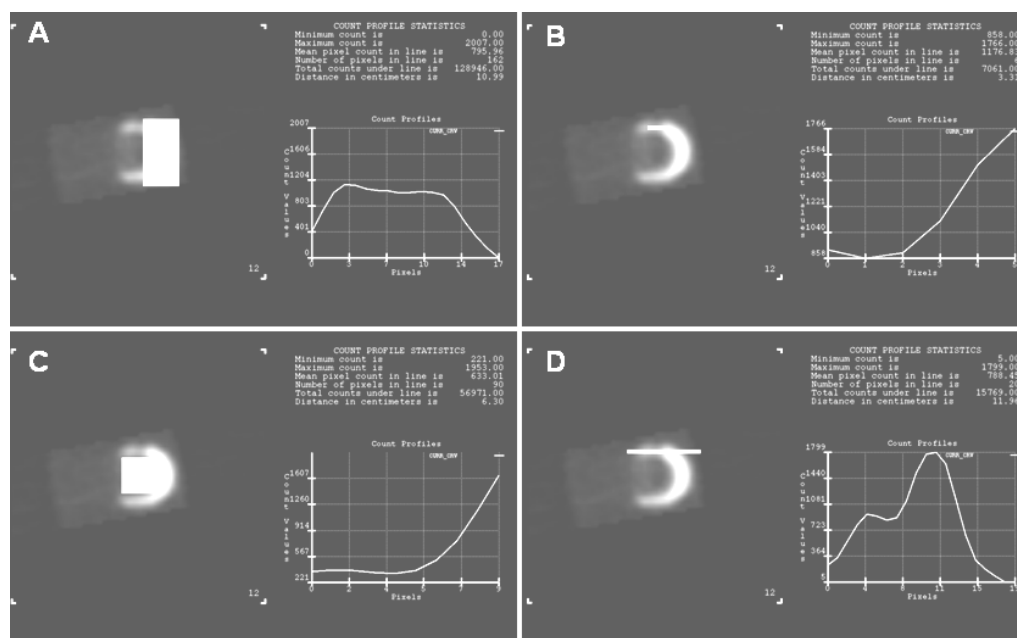 A
COUNT PROFILE STATISTICS
Minimum count is 0.00
Maximum count is 2007.00
Mean pixel count in line is 795.96
Number of pixels in line is 162
Total counts under line is 128946.00
Distance in centimeters is 10.99
Count Profiles
CURR_CRV
2007
1606
1204
803
401
0
Count Values
0 3 7 10 14 17
Pixels
12
B
COUNT PROFILE STATISTICS
Minimum count is 858.00
Maximum count is 1766.00
Mean pixel count in line is 1176.83
Number of pixels in line is 6
Total counts under line is 7061.00
Distance in centimeters is
Count Profiles
CURR_CRV
1766
1584
1403
1221
1040
858
Count Values
0 1 2 3 4 5
Pixels
12
C
COUNT PROFILE STATISTICS
Minimum count is 221.00
Maximum count is 1953.00
Mean pixel count in line is 633.01
Number of pixels in line is 90
Total counts under line is 56971.00
Distance in centimeters is 6.30
Count Profiles
CURR_CRV
1607
1260
914
567
221
Count Values
0 2 4 5 7 9
Pixels
12
D
COUNT PROFILE STATISTICS
Minimum count is 5.00
Maximum count is 1799.00
Mean pixel count in line is 788.45
Number of pixels in line is 20
Total counts under line is 15769.00
Distance in centimeters is 11.96
Count Profiles
CURR_CRV
1799
1440
1081
723
364
5
Count Values
0 4 8 11 15
Pixels
12